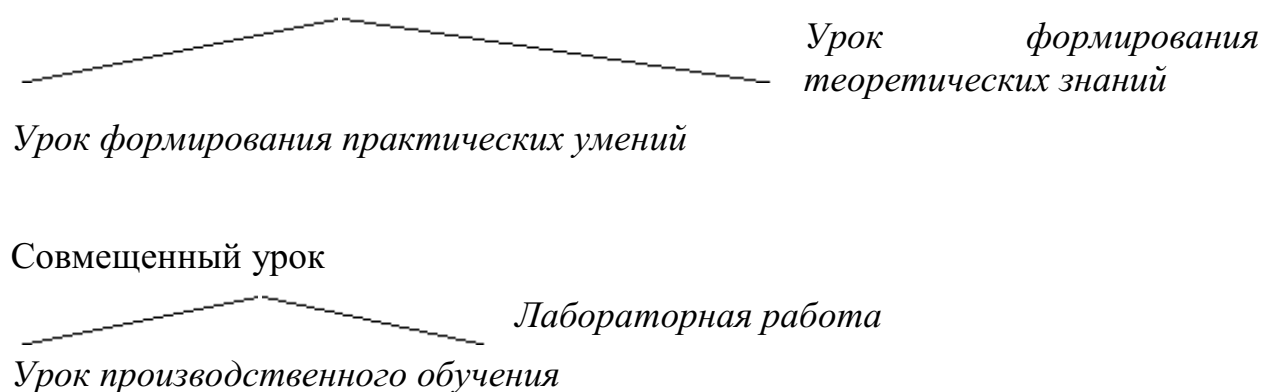 Урок формирования
теоретических знаний
Урок формирования практических умений
Совмещенный урок
Лабораторная работа
Урок производственного обучения